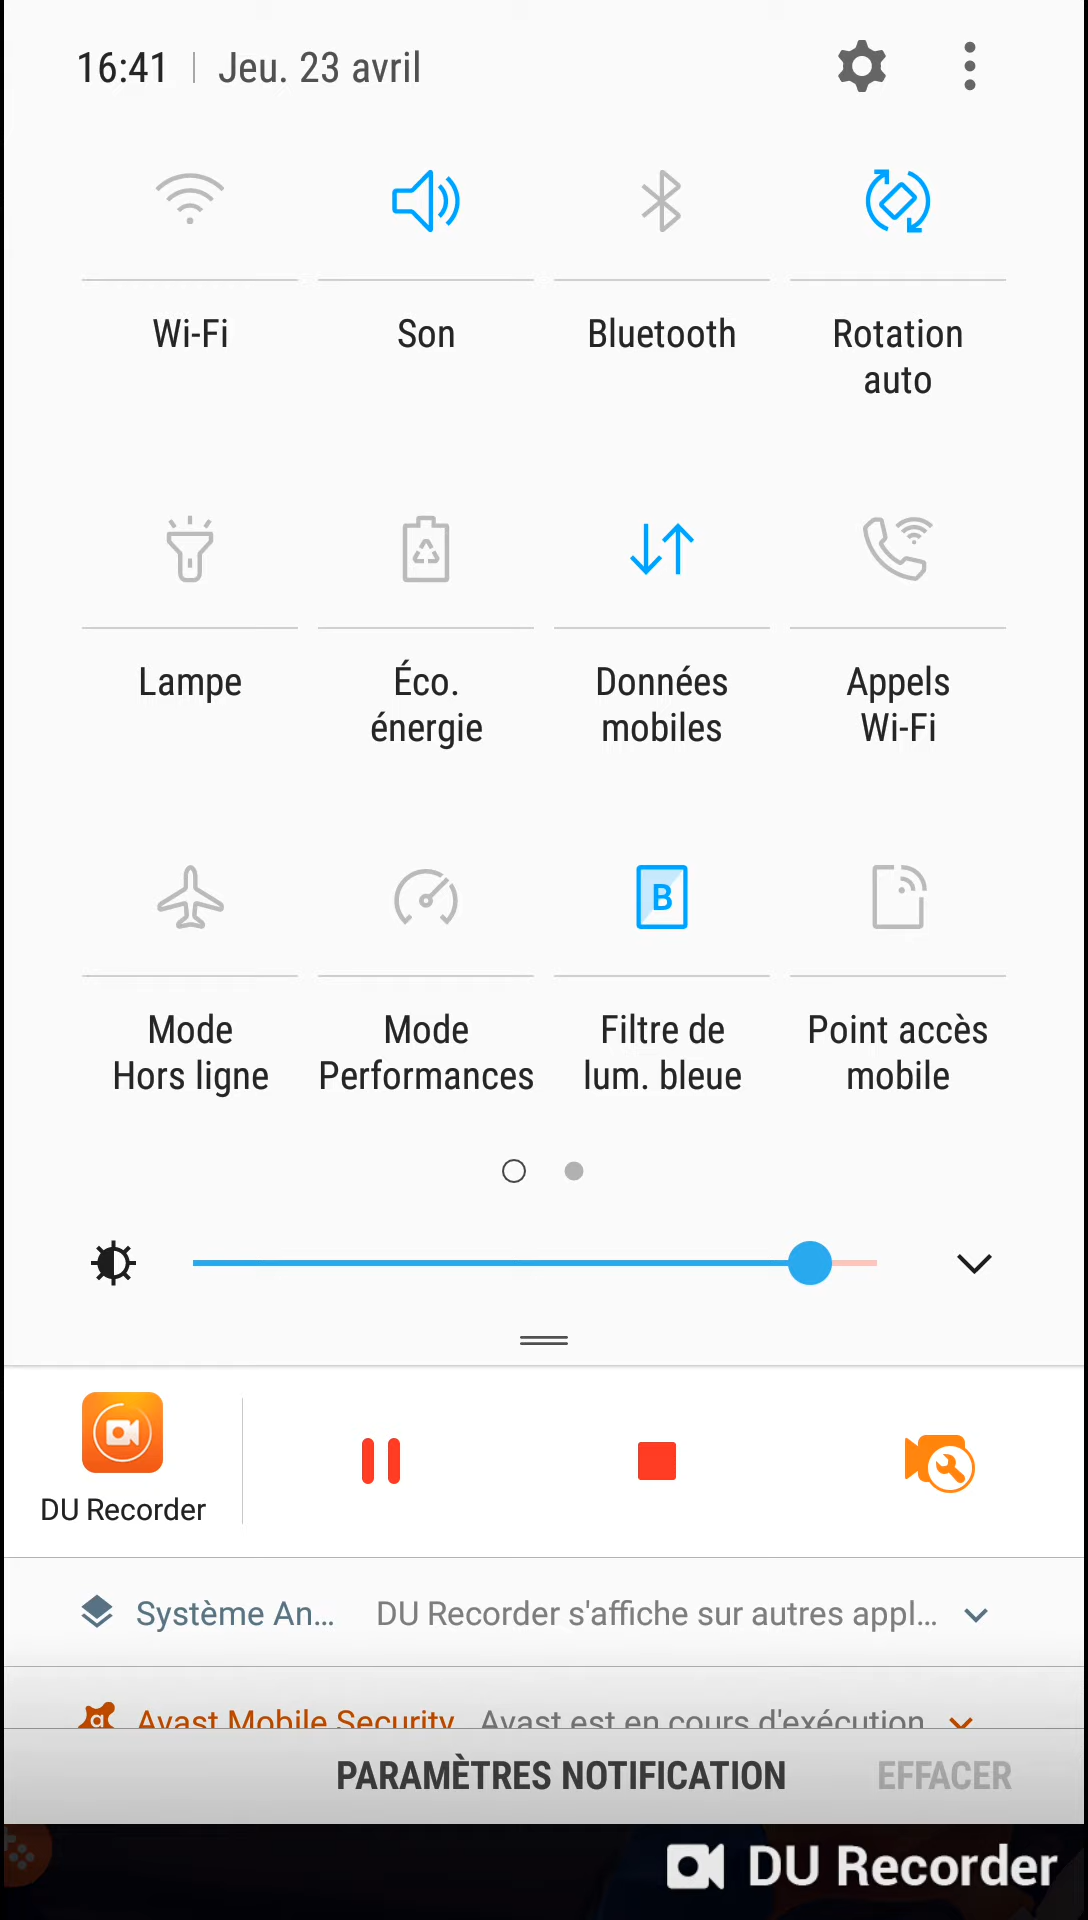 16:41 | Jeu. 23 avril
Wi-Fi
Son
Bluetooth
Rotation
auto
Lampe
Éco.
énergie
Données
mobiles
Appels
Wi-Fi
Mode
Hors ligne
Mode
Performances
B
Filtre de
lum. bleue
Point accès
mobile
DU Recorder
Système An... DU Recorder s'affiche sur autres appl...
Avast Mobile Security Avast est en cours d'exécution
PARAMÈTRES NOTIFICATION EFFACER
DU Recorder